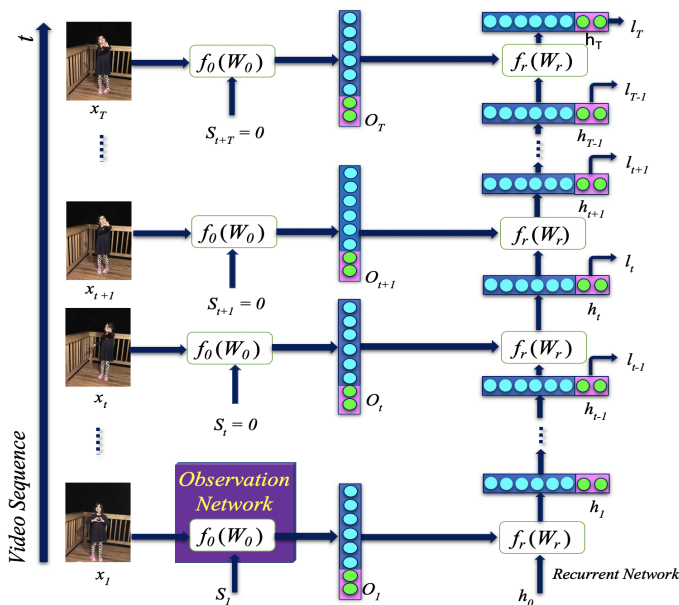 t
Video Sequence
x_T
f_0(W_0)
S_{t+T} = 0
O_T
f_r(W_r)
h_T
l_T
h_{T-1}
l_{T-1}
x_{t+1}
f_0(W_0)
S_{t+1} = 0
O_{t+1}
f_r(W_r)
h_{t+1}
l_{t+1}
x_t
f_0(W_0)
S_t = 0
O_t
f_r(W_r)
h_t
l_t
h_{t-1}
l_{t-1}
Observation
Network
x_1
f_0(W_0)
S_1
O_1
f_r(W_r)
h_1
h_0
Recurrent Network